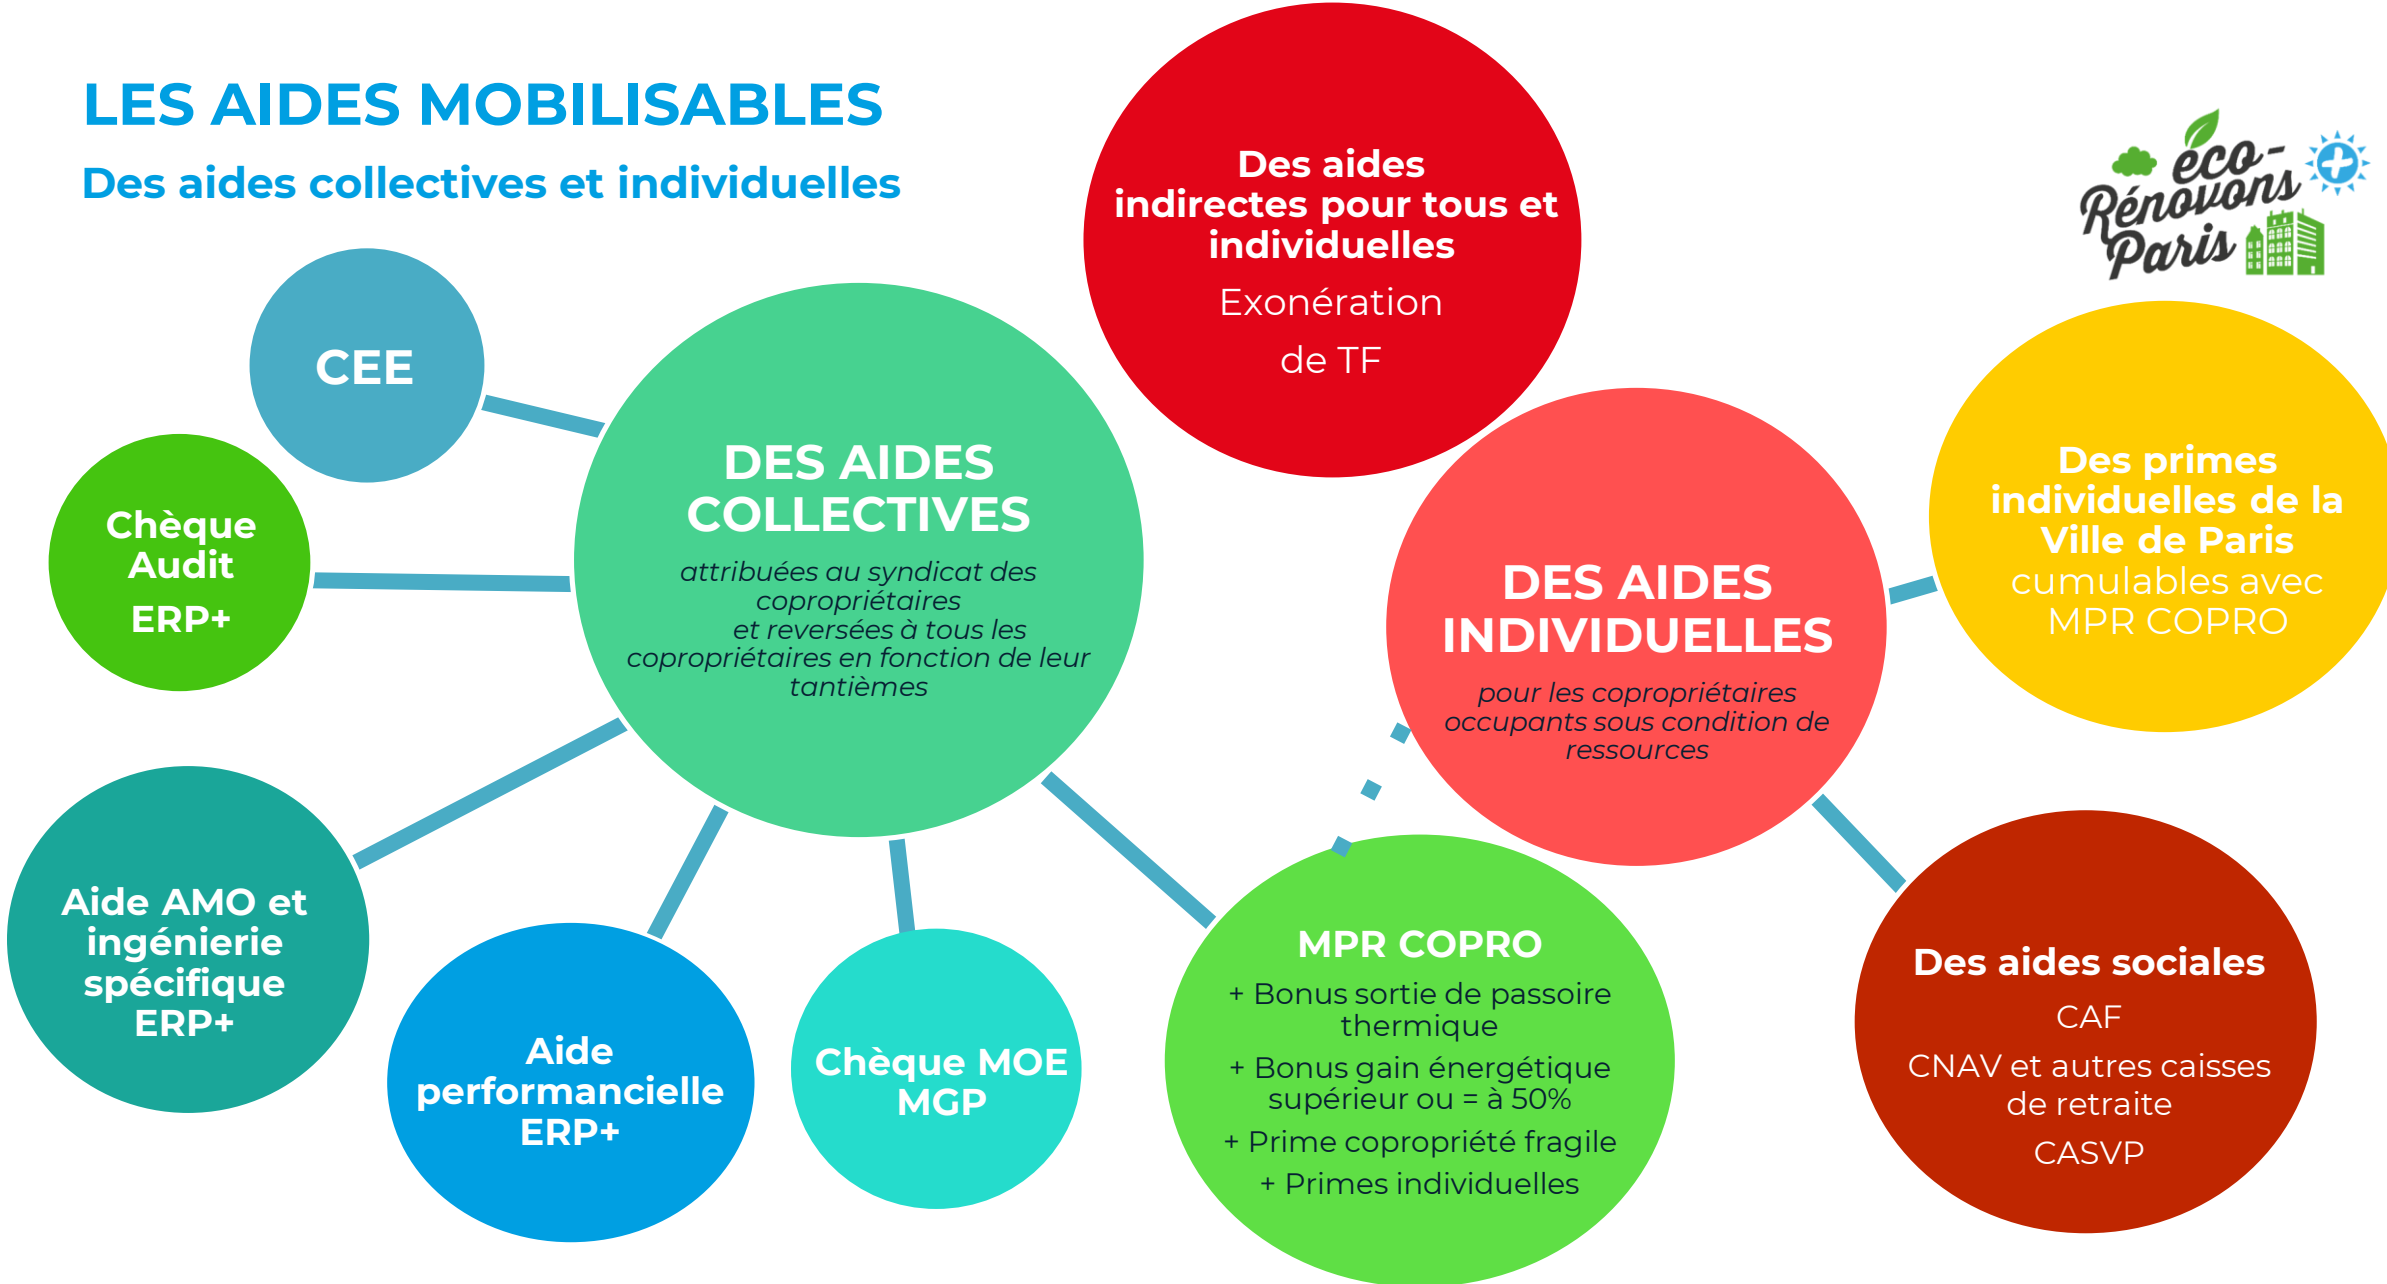 LES AIDES MOBILISABLES
Des aides collectives et individuelles
Des aides
indirectes pour tous et
individuelles
Exonération
de TF
éco-
Rénovons
Paris
CEE
Chèque
Audit
ERP+
DES AIDES
COLLECTIVES
attribuées au syndicat des
copropriétaires
et reversées à tous les
copropriétaires en fonction de leur
tantièmes
DES AIDES
INDIVIDUELLES
pour les copropriétaires
occupants sous condition de
ressources
Des primes
individuelles de la
Ville de Paris
cumulables avec
MPR COPRO
Aide AMO et
ingénierie
spécifique
ERP+
Aide
performancielle
ERP+
Chèque MOE
MGP
MPR COPRO
+ Bonus sortie de passoire
thermique
+ Bonus gain énergétique
supérieur ou = à 50%
+ Prime copropriété fragile
+ Primes individuelles
Des aides sociales
CAF
CNAV et autres caisses
de retraite
CASVP